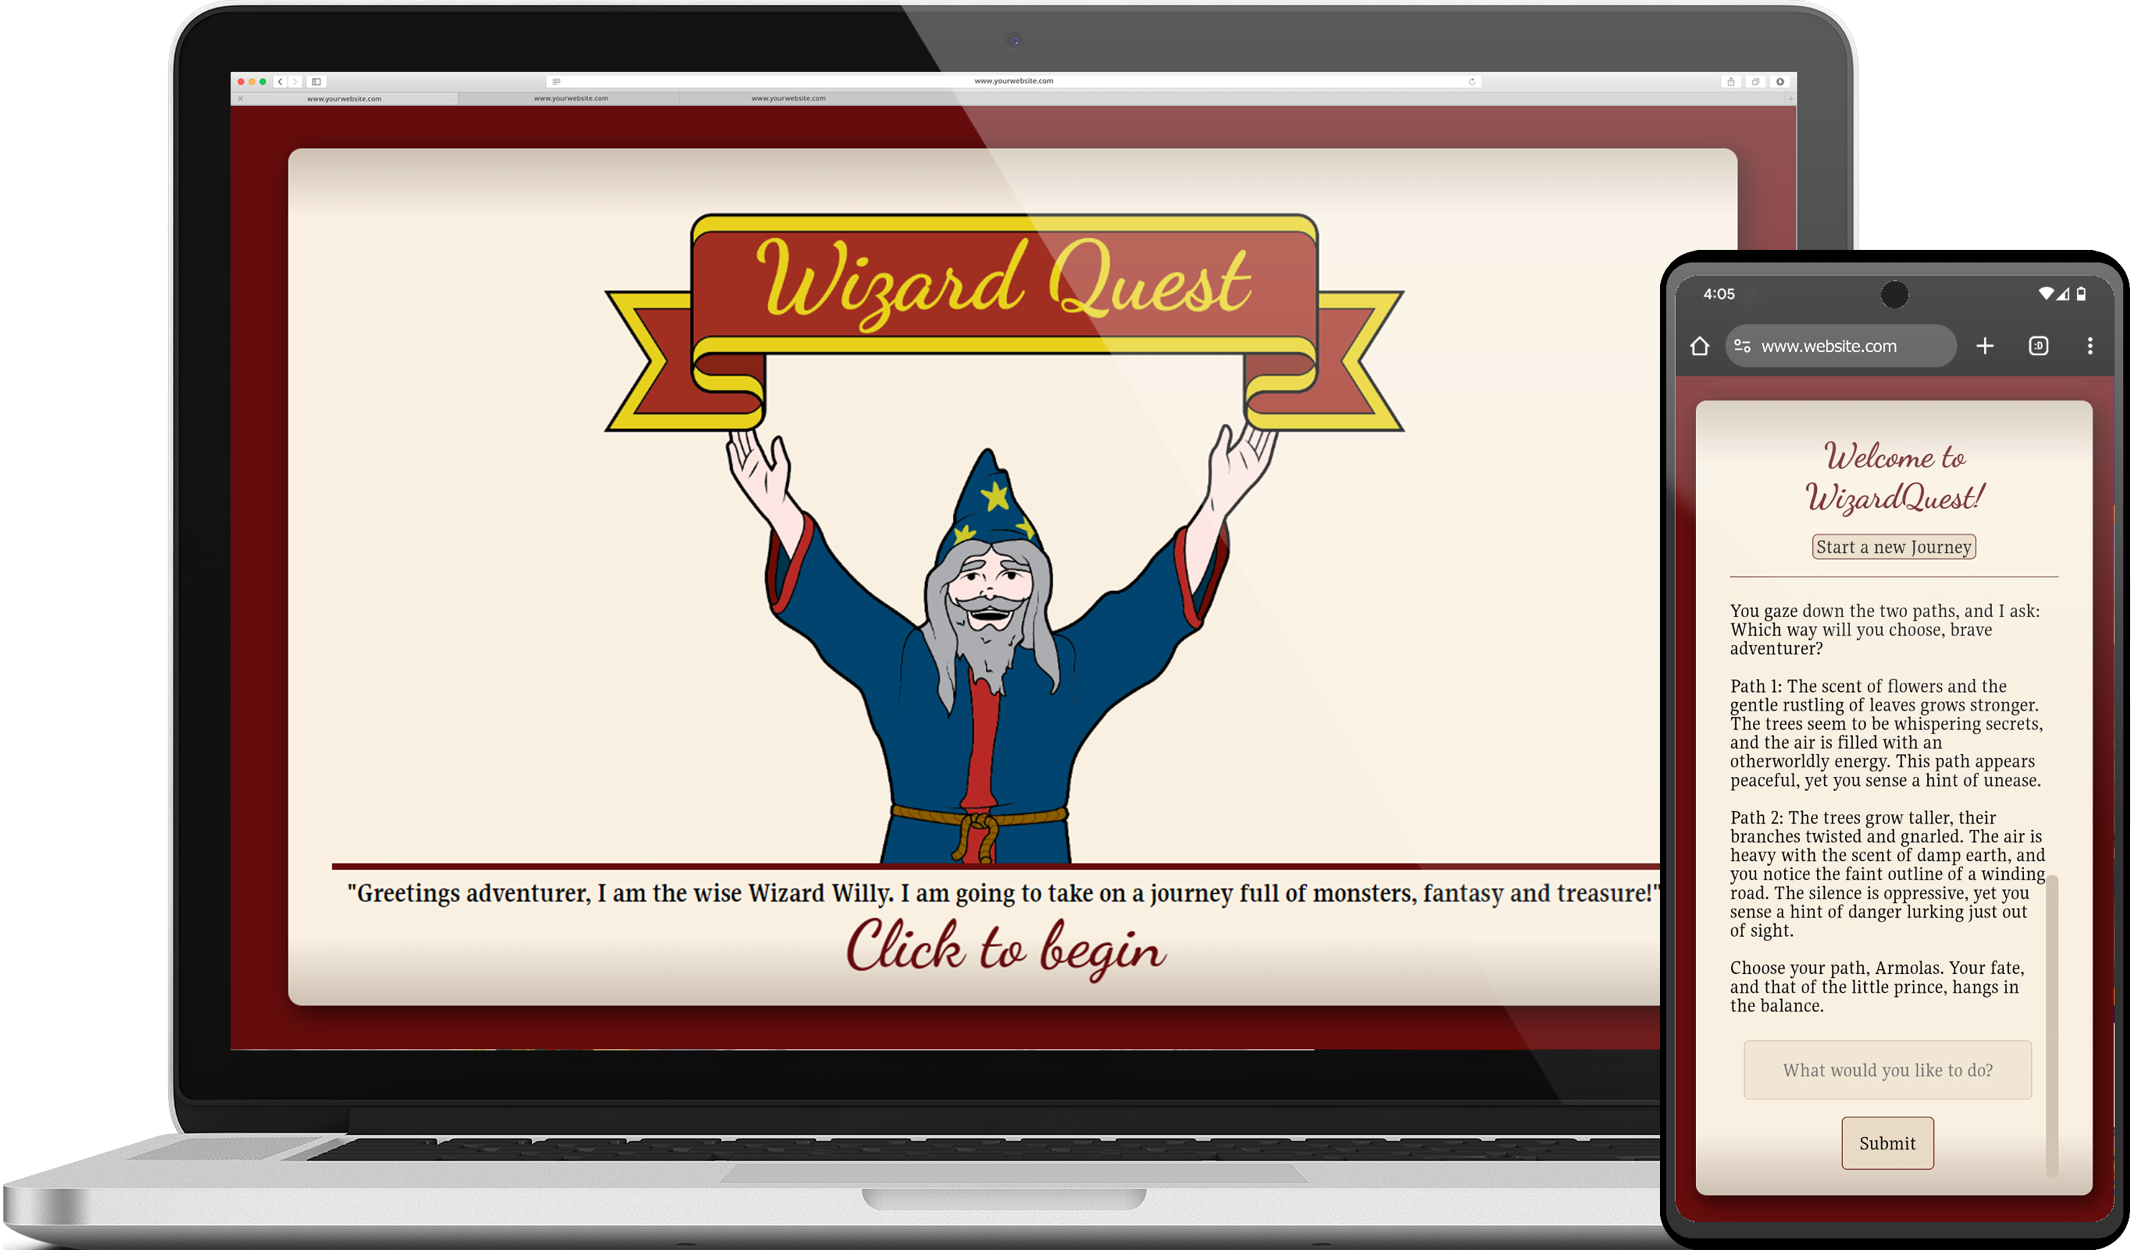 www.yourwebsite.com
www.yourwebsite.com
www.yourwebsite.com
www.yourwebsite.com
Wizard Quest
"Greetings adventurer, I am the wise Wizard Willy. I am going to take on a journey full of monsters, fantasy and treasure!"
Click to begin
4:05
www.website.com
:D
Welcome to
WizardQuest!
Start a new Journey
You gaze down the two paths, and I ask:
Which way will you choose, brave
adventurer?
Path 1: The scent of flowers and the
gentle rustling of leaves grows stronger.
The trees seem to be whispering secrets,
and the air is filled with an
otherworldly energy. This path appears
peaceful, yet you sense a hint of unease.
Path 2: The trees grow taller, their
branches twisted and gnarled. The air is
heavy with the scent of damp earth, and
you notice the faint outline of a winding
road. The silence is oppressive, yet you
sense a hint of danger lurking just out
of sight.
Choose your path, Armolas. Your fate,
and that of the little prince, hangs in
the balance.
What would you like to do?
Submit